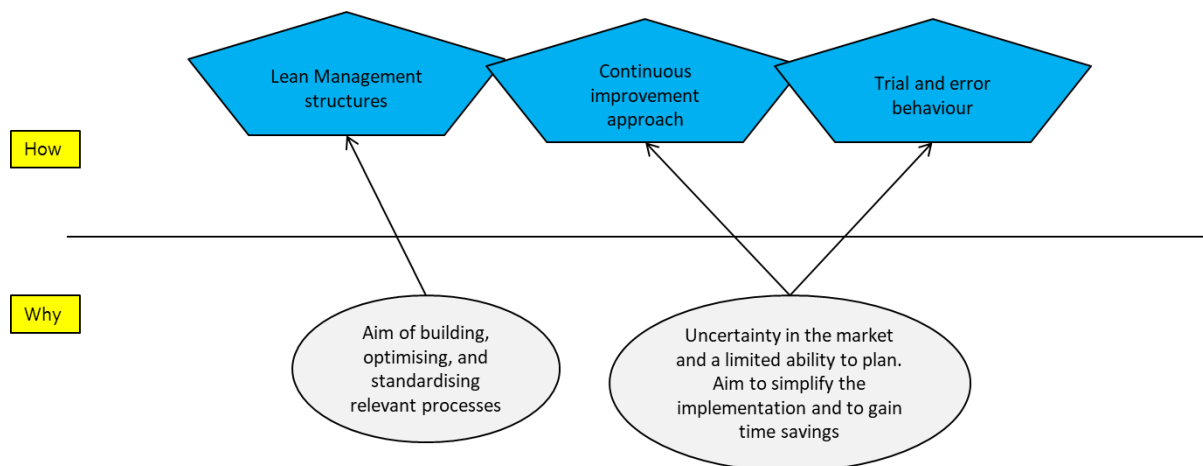 Lean Management
structures
Continuous
improvement
approach
Trial and error
behaviour
How
Why
Aim of building,
optimising, and
standardising
relevant processes
Uncertainty in the market
and a limited ability to plan.
Aim to simplify the
implementation and to gain
time savings